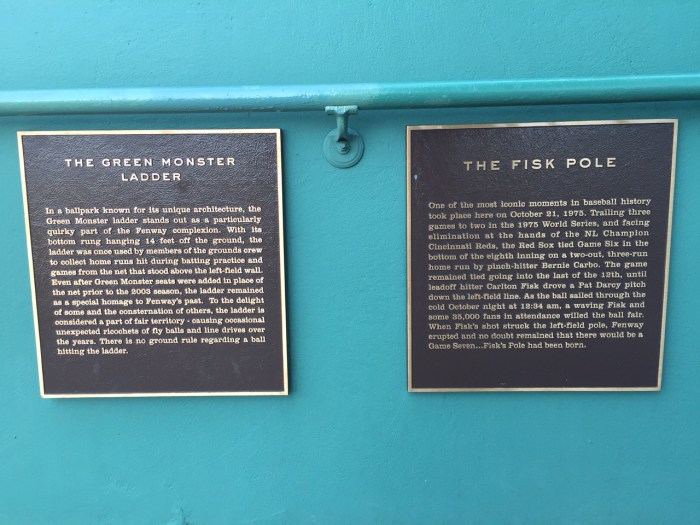 THE GREEN MONSTER
LADDER
In a ballpark known for its unique architecture, the
Green Monster ladder stands out as a particularly
quirky part of the Fenway complexion. With its
bottom rung hanging 14 feet off the ground, the
ladder was once used by members of the grounds crew
to collect home runs hit during batting practice and
games from the net that stood above the left-field wall.
Even after Green Monster seats were added in place of
the net prior to the 2003 season, the ladder remained
as a special homage to Fenway's past. To the delight
of some and the consternation of others, the ladder is
considered a part of fair territory - causing occasional
unexpected ricochets of fly balls and line drives over
the years. There is no ground rule regarding a ball
hitting the ladder.
THE FISK POLE
One of the most iconic moments in baseball history
took place here on October 21, 1975. Trailing three
games to two in the 1975 World Series, and facing
elimination at the hands of the NL Champion
Cincinnati Reds, the Red Sox tied Game Six in the
bottom of the eighth inning on a two-out, three-run
home run by pinch-hitter Bernie Carbo. The game
remained tied going into the last of the 12th, until
leadoff hitter Carlton Fisk drove a Pat Darcy pitch
down the left-field line. As the ball sailed through the
cold October night at 12:34 am, a waving Fisk and
some 35,000 fans in attendance willed the ball fair.
When Fisk's shot struck the left-field pole, Fenway
erupted and no doubt remained that there would be a
Game Seven...Fisk's Pole had been born.